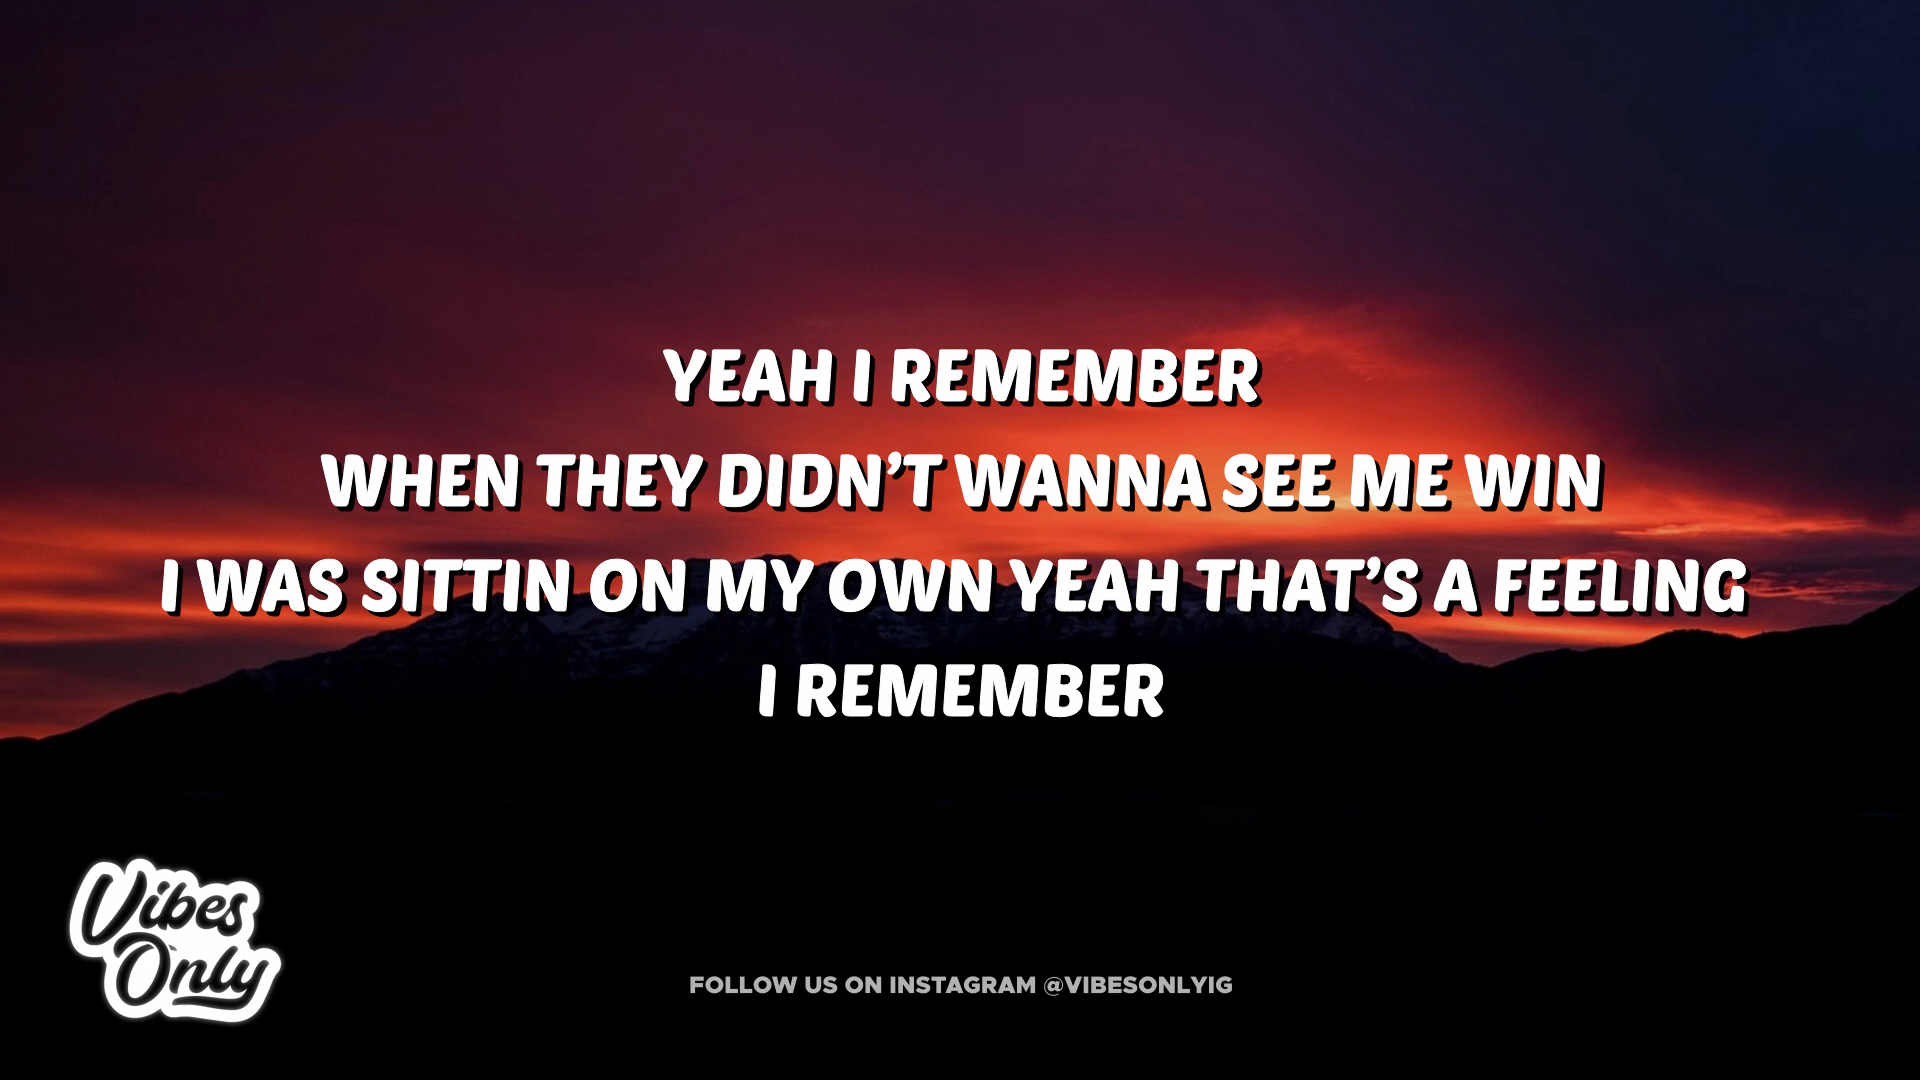 YEAH I REMEMBER
WHEN THEY DIDN’T WANNA SEE ME WIN
I WAS SITTIN ON MY OWN YEAH THAT’S A FEELING
I REMEMBER
Vibes
Only
FOLLOW US ON INSTAGRAM @VIBESONLYIG